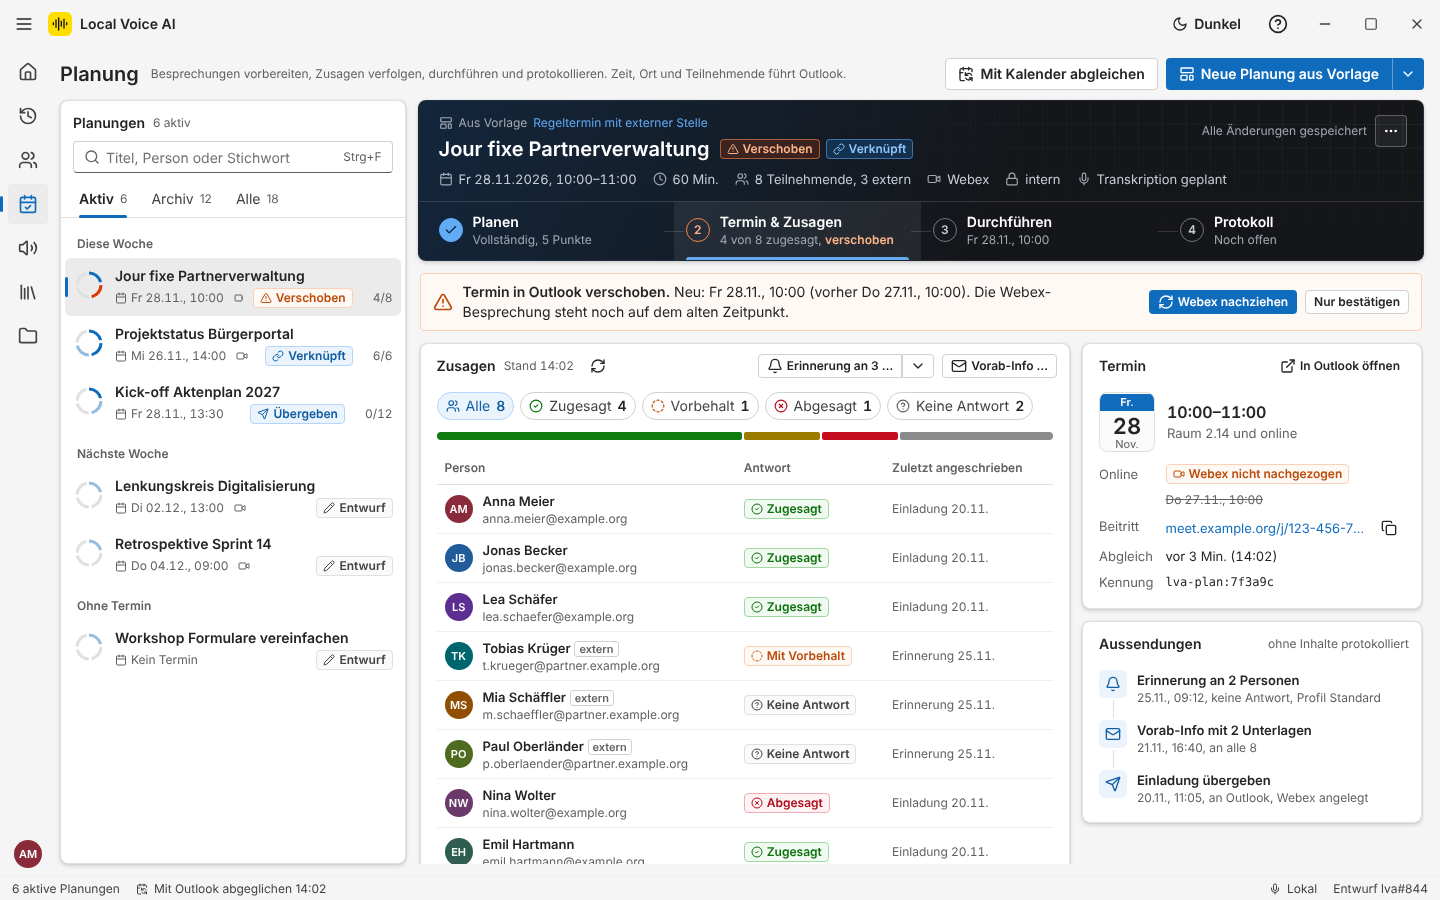 Local Voice AI
Dunkel
Planung
Besprechungen vorbereiten, Zusagen verfolgen, durchführen und protokollieren. Zeit, Ort und Teilnehmende führt Outlook.
Mit Kalender abgleichen
Neue Planung aus Vorlage
Planungen 6 aktiv
Titel, Person oder Stichwort Strg+F
Aktiv 6 Archiv 12 Alle 18
Diese Woche
Jour fixe Partnerverwaltung
Fr 28.11., 10:00 Verschoben 4/8
Projektstatus Bürgerportal
Mi 26.11., 14:00 Verknüpft 6/6
Kick-off Aktenplan 2027
Fr 28.11., 13:30 Übergeben 0/12
Nächste Woche
Lenkungskreis Digitalisierung
Di 02.12., 13:00 Entwurf
Retrospektive Sprint 14
Do 04.12., 09:00 Entwurf
Ohne Termin
Workshop Formulare vereinfachen
Kein Termin Entwurf
Aus Vorlage Regeltermin mit externer Stelle
Alle Änderungen gespeichert
Jour fixe Partnerverwaltung Verschoben Verknüpft
Fr 28.11.2026, 10:00–11:00 60 Min. 8 Teilnehmende, 3 extern Webex intern Transkription geplant
Planen
Vollständig, 5 Punkte
2 Termin & Zusagen
4 von 8 zugesagt, verschoben
3 Durchführen
Fr 28.11., 10:00
4 Protokoll
Noch offen
Termin in Outlook verschoben. Neu: Fr 28.11., 10:00 (vorher Do 27.11., 10:00). Die Webex-
Besprechung steht noch auf dem alten Zeitpunkt.
Webex nachziehen
Nur bestätigen
Zusagen Stand 14:02
Erinnerung an 3 ...
Vorab-Info ...
Alle 8 Zugesagt 4 Vorbehalt 1 Abgesagt 1 Keine Antwort 2
Person Antwort Zuletzt angeschrieben
AM Anna Meier
anna.meier@example.org
Zugesagt Einladung 20.11.
JB Jonas Becker
jonas.becker@example.org
Zugesagt Einladung 20.11.
LS Lea Schäfer
lea.schaefer@example.org
Zugesagt Einladung 20.11.
TK Tobias Krüger extern
t.krueger@partner.example.org
Mit Vorbehalt Erinnerung 25.11.
MS Mia Schäffler extern
m.schaeffler@partner.example.org
Keine Antwort Erinnerung 25.11.
PO Paul Oberländer extern
p.oberlaender@partner.example.org
Keine Antwort Erinnerung 25.11.
NW Nina Wolter
nina.wolter@example.org
Abgesagt Einladung 20.11.
EH Emil Hartmann
emil.hartmann@example.org
Zugesagt Einladung 20.11.
Termin In Outlook öffnen
Fr.
28
Nov.
10:00–11:00
Raum 2.14 und online
Online Webex nicht nachgezogen
Do 27.11., 10:00
Beitritt meet.example.org/j/123-456-7...
Abgleich vor 3 Min. (14:02)
Kennung lva-plan:7f3a9c
Aussendungen ohne Inhalte protokolliert
Erinnerung an 2 Personen
25.11., 09:12, keine Antwort, Profil Standard
Vorab-Info mit 2 Unterlagen
21.11., 16:40, an alle 8
Einladung übergeben
20.11., 11:05, an Outlook, Webex angelegt
AM
6 aktive Planungen Mit Outlook abgeglichen 14:02
Lokal Entwurf lva#844